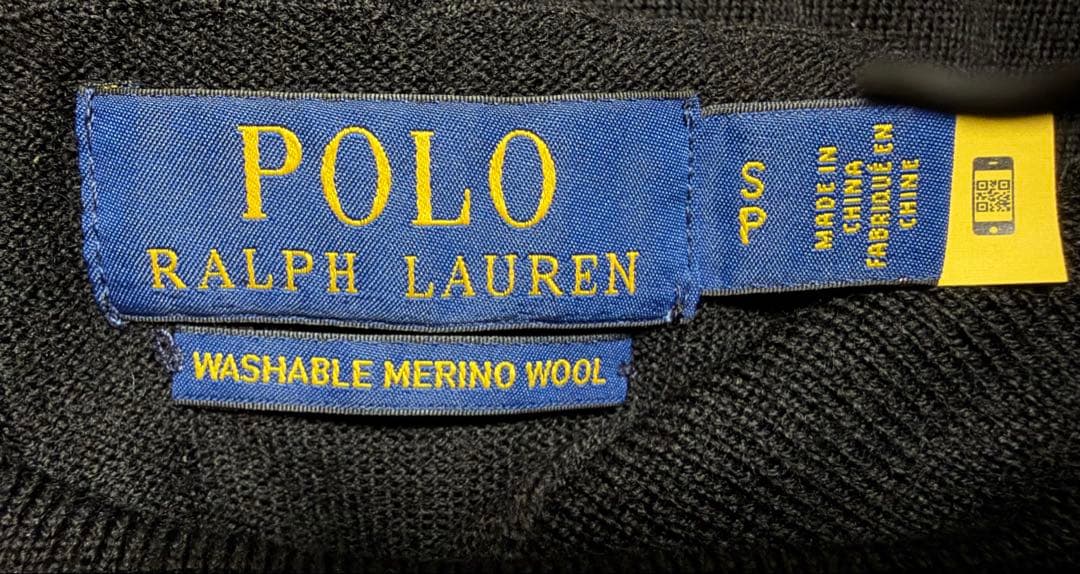 POLO
RALPH LAUREN
WASHABLE MERINO WOOL
S
P
MADE IN
CHINA
FABRIQUÉ EN
CHINE